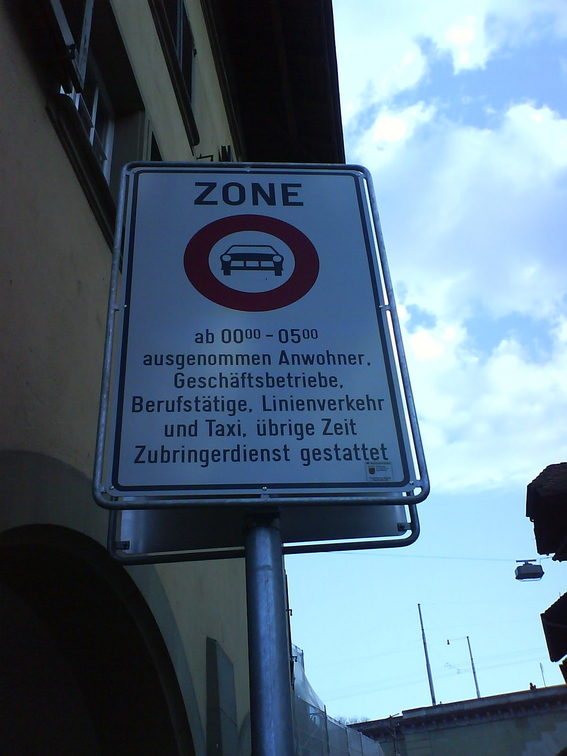 ZONE
ab 00⁰⁰ - 05⁰⁰
ausgenommen Anwohner,
Geschäftsbetriebe,
Berufstätige, Linienverkehr
und Taxi, übrige Zeit
Zubringerdienst gestattet